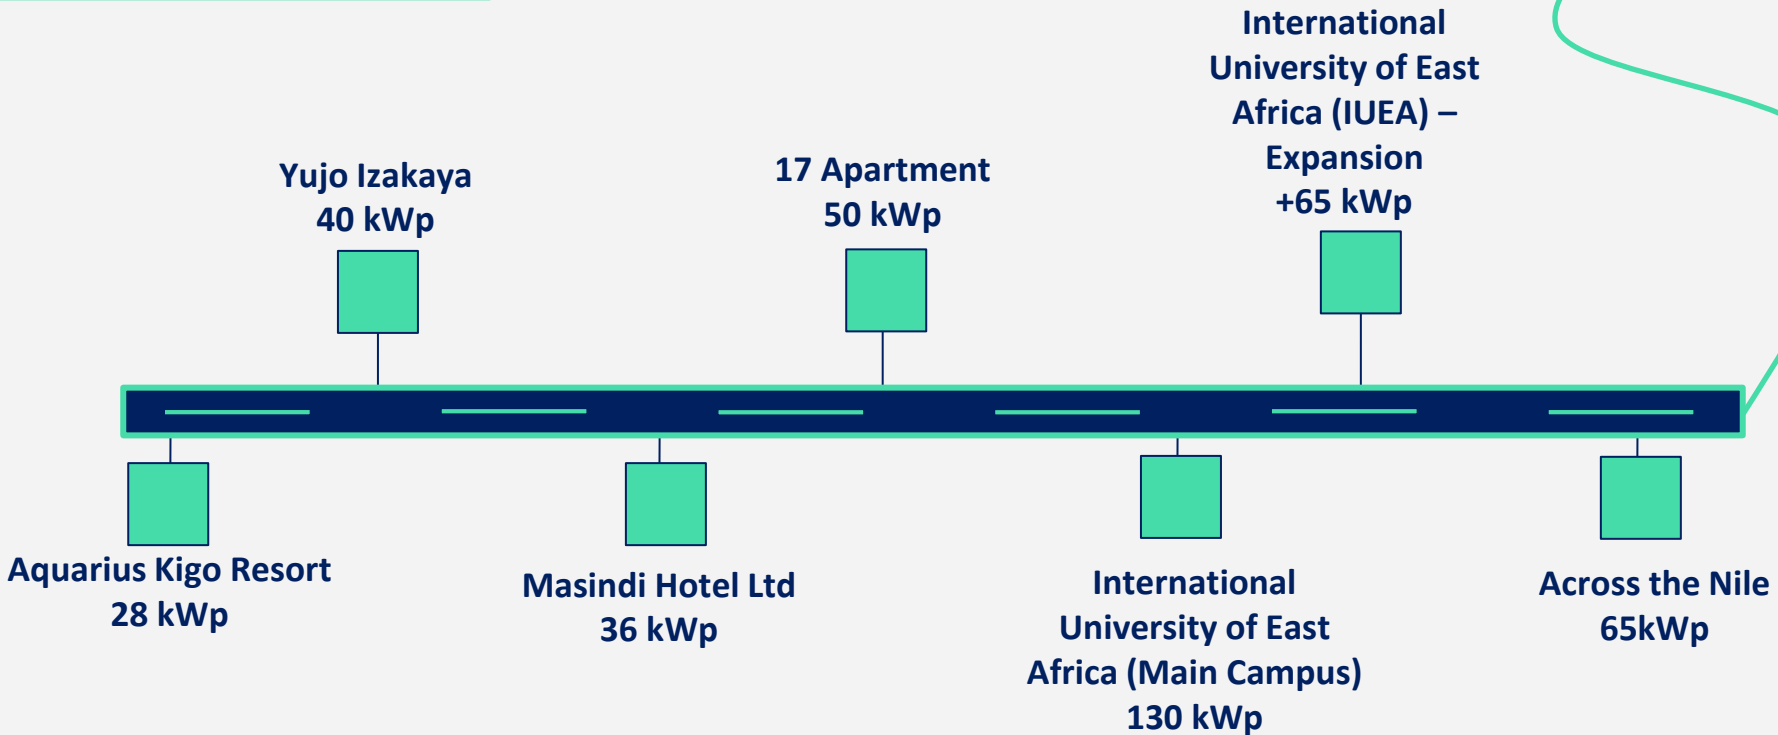 International
University of East
Africa (IUEA) –
Expansion
+65 kWp
Yujo Izakaya
40 kWp
17 Apartment
50 kWp
Aquarius Kigo Resort
28 kWp
Masindi Hotel Ltd
36 kWp
International
University of East
Africa (Main Campus)
130 kWp
Across the Nile
65kWp